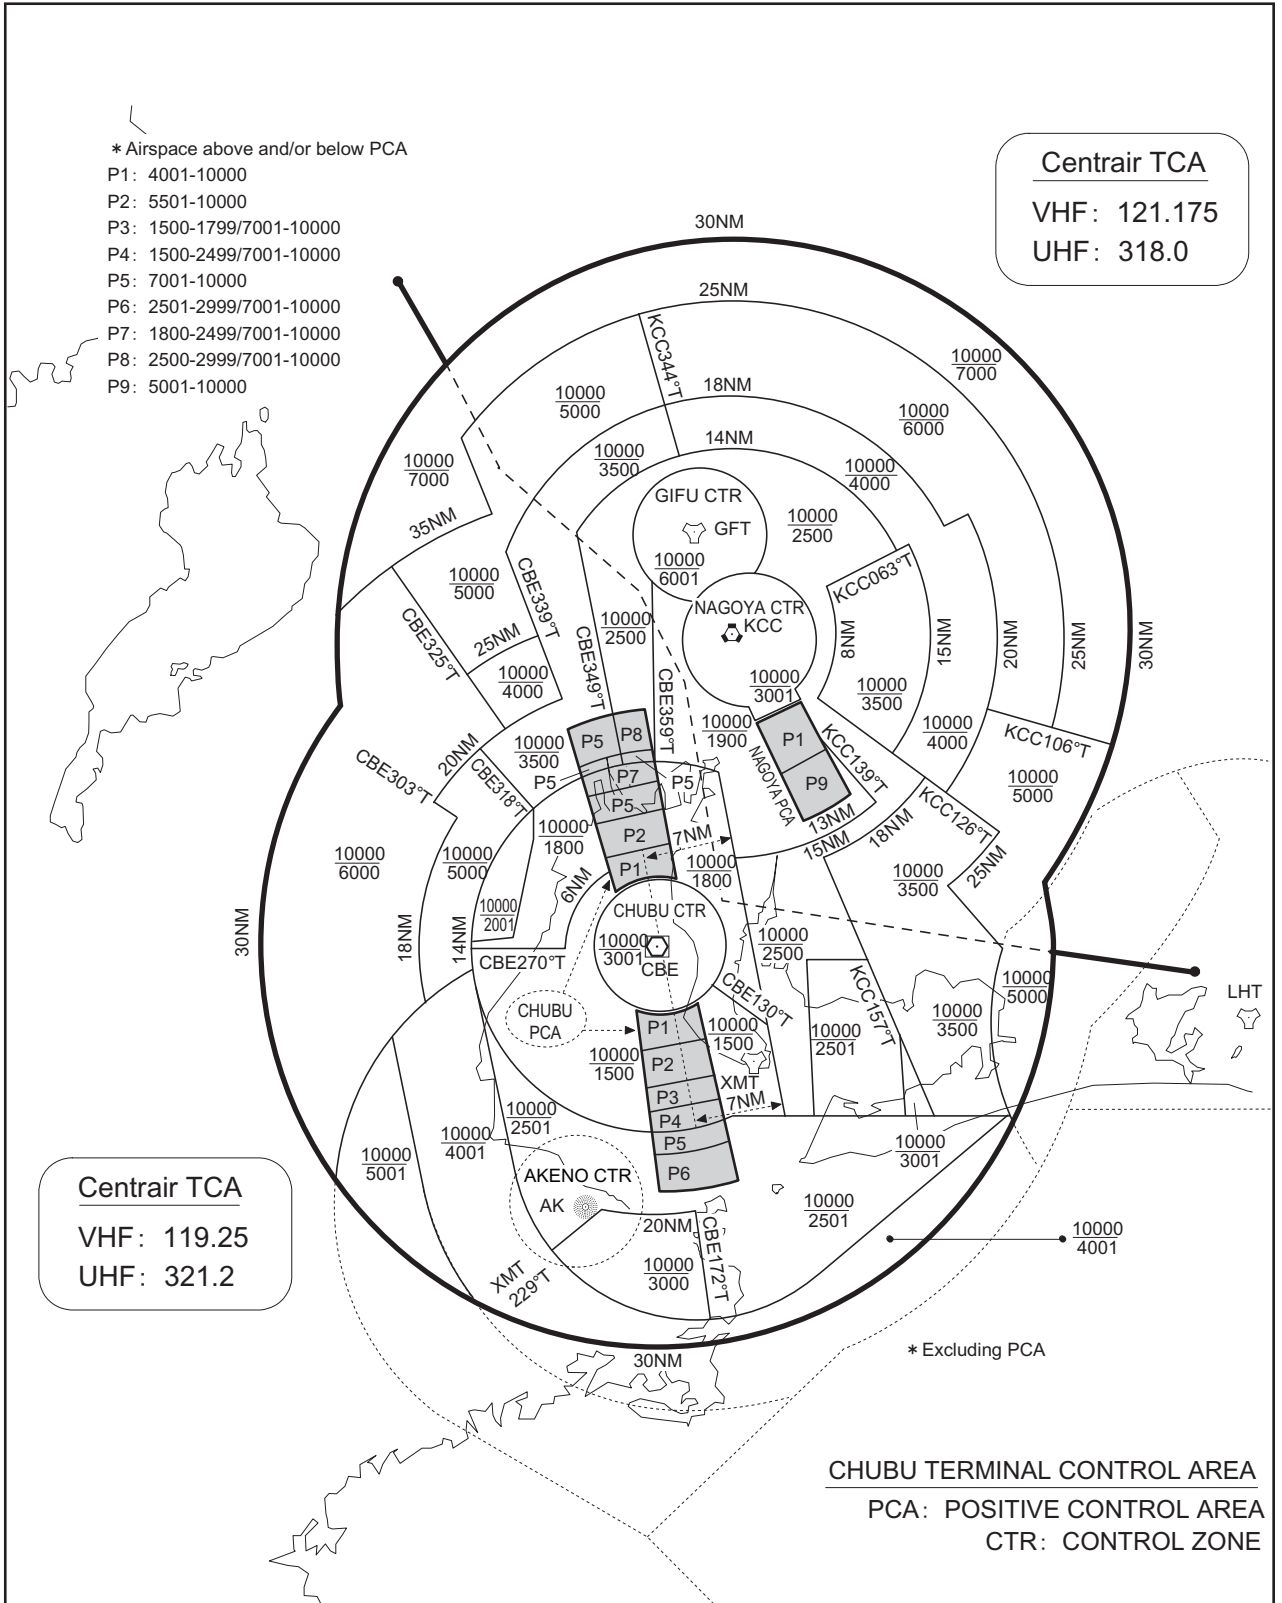 * Airspace above and/or below PCA
P1: 4001-10000
P2: 5501-10000
P3: 1500-1799/7001-10000
P4: 1500-2499/7001-10000
P5: 7001-10000
P6: 2501-2999/7001-10000
P7: 1800-2499/7001-10000
P8: 2500-2999/7001-10000
P9: 5001-10000
Centrair TCA
VHF: 121.175
UHF: 318.0
30NM
25NM
KCC344°T
10000
7000
10000
5000
18NM
10000
6000
14NM
10000
3500
10000
4000
10000
7000
GIFU CTR
GFT
10000
2500
35NM
10000
6001
KCC063°T
CBE339°T
10000
5000
NAGOYA CTR
KCC
10000
2500
CBE325°T
25NM
CBE349°T
8NM
15NM
20NM
25NM
30NM
10000
4000
CBE359°T
10000
3001
10000
3500
10000
1900
10000
4000
KCC106°T
P5
P8
P1
KCC139°T
20NM
10000
3500
CBE303°T
CBE318°T
P5
P7
P5
P9
NAGOYA PCA
10000
5000
P5
13NM
KCC126°T
10000
1800
P2
7NM
15NM
18NM
10000
6000
10000
5000
P1
10000
1800
25NM
10000
3500
6NM
10000
2001
CHUBU CTR
30NM
18NM
14NM
10000
3001
CBE
10000
2500
CBE270°T
CBE130°T
KCC157°T
10000
5000
LHT
CHUBU
PCA
P1
10000
1500
10000
2501
10000
3500
10000
1500
P2
XMT
P3
7NM
P4
10000
2501
10000
4001
P5
10000
3001
10000
5001
P6
AKENO CTR
AK
Centrair TCA
VHF: 119.25
UHF: 321.2
20NM
CBE172°T
10000
2501
10000
4001
10000
3000
XMT
229°T
* Excluding PCA
30NM
CHUBU TERMINAL CONTROL AREA
PCA: POSITIVE CONTROL AREA
CTR: CONTROL ZONE